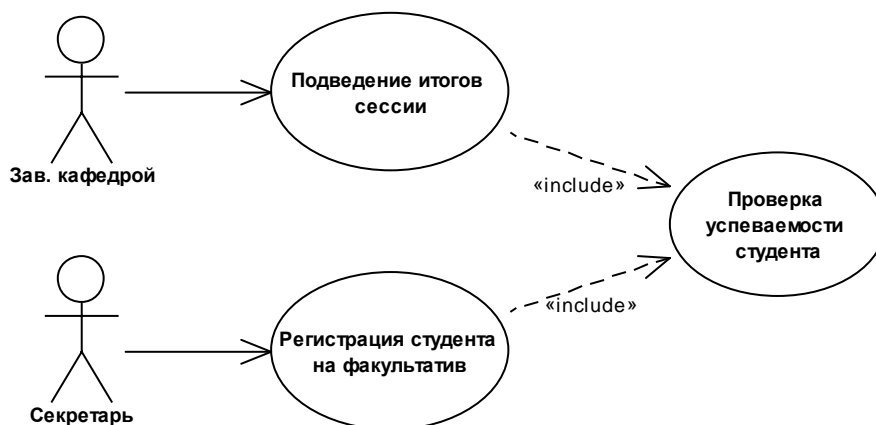 Подведение итогов
сессии
Зав. кафедрой
«include»
Проверка
успеваемости
студента
«include»
Регистрация студента
на факультатив
Секретарь